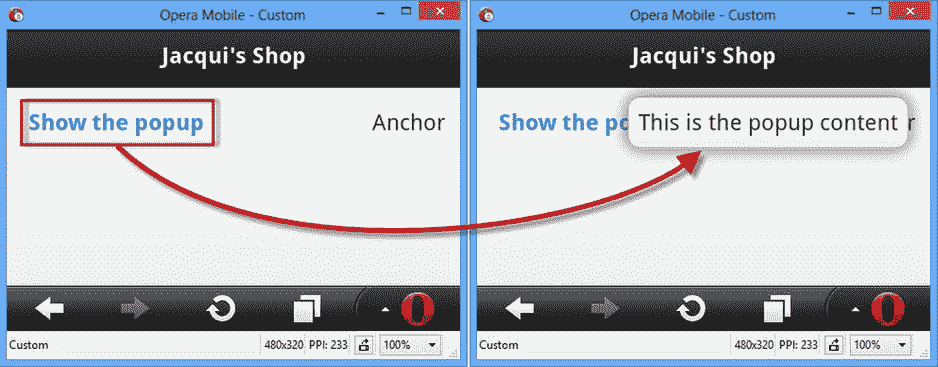 Opera Mobile - Custom
Jacqui's Shop
Show the popup
Anchor
Custom
480x320
PPI: 233
100%
Opera Mobile - Custom
Jacqui's Shop
Show the po
This is the popup content
r
Custom
480x320
PPI: 233
100%